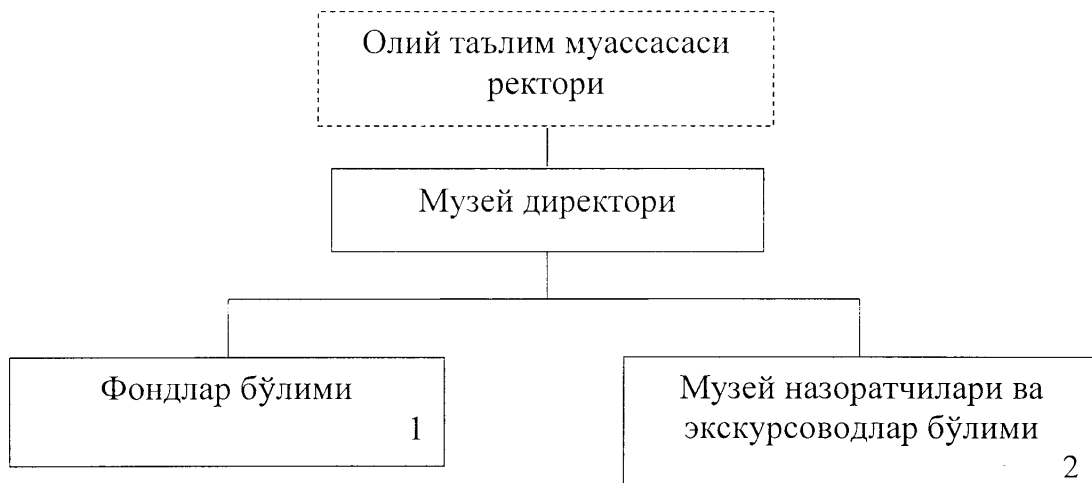 Олий таълим муассасаси
ректори
Музей директори
Фондлар бўлими
1
Музей назоратчилари ва
экскурсоводлар бўлими
2